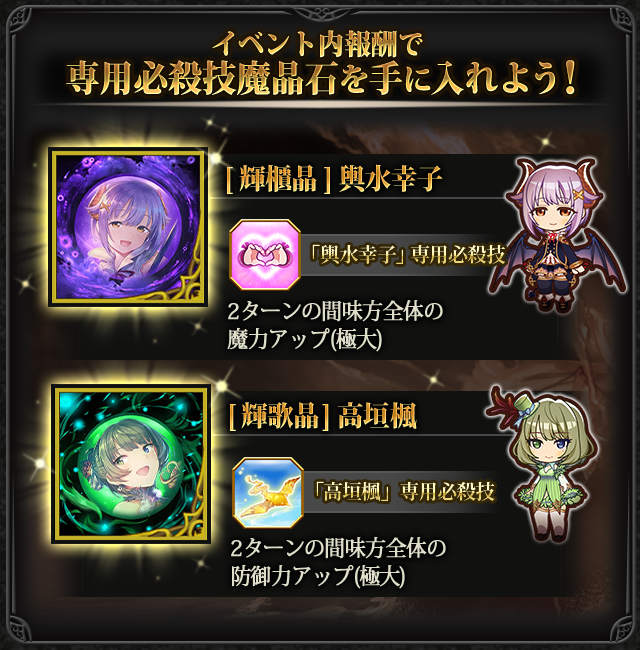 イベント内報酬で
専用必殺技魔晶石を手に入れよう!
[輝櫃晶]輿水幸子
「輿水幸子」専用必殺技
2ターンの間味方全体の
魔力アップ(極大)
[輝歌晶]高垣楓
「高垣楓」専用必殺技
2ターンの間味方全体の
防御力アップ(極大)